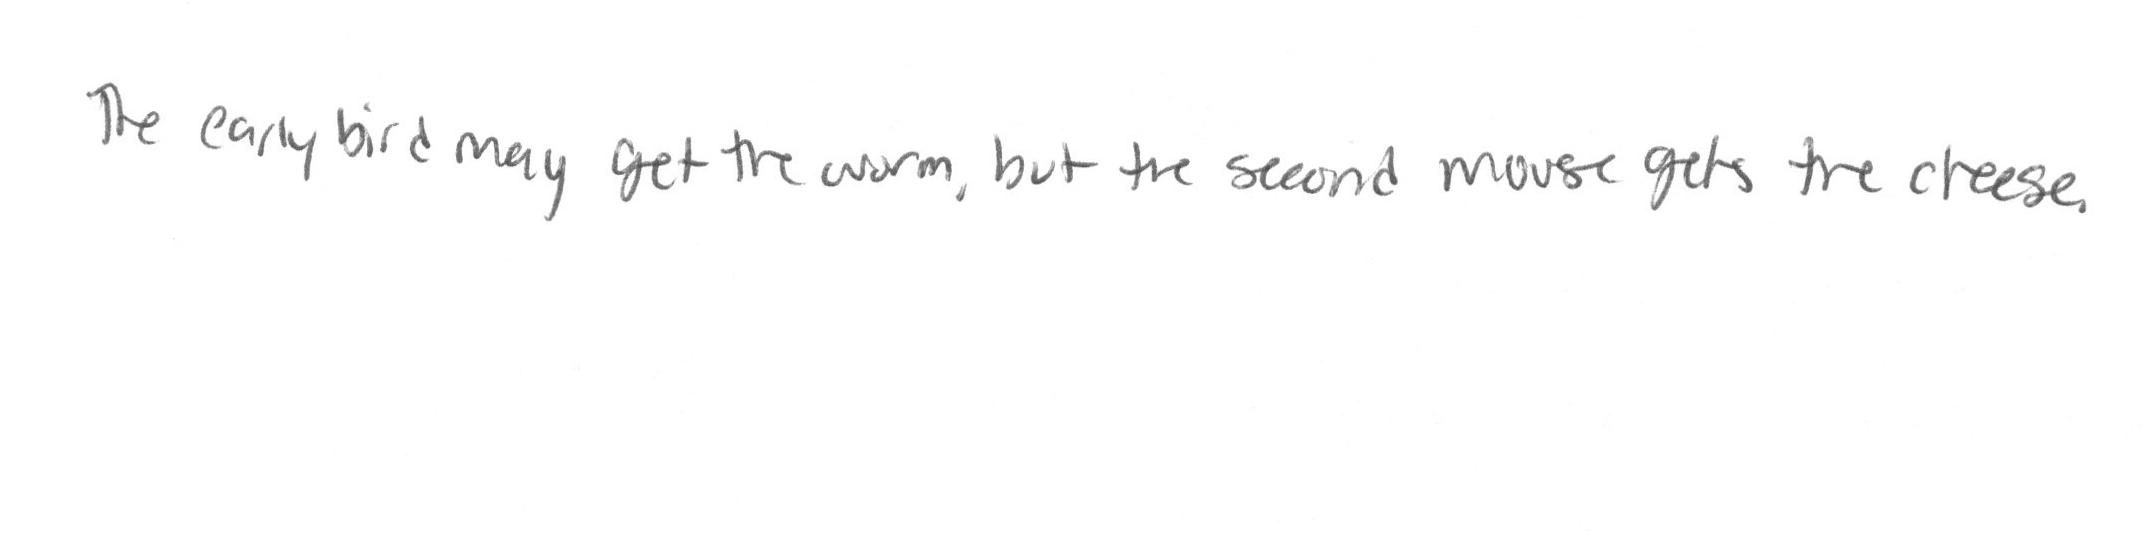 The early bird may get the worm, but the second mouse gets the cheese.